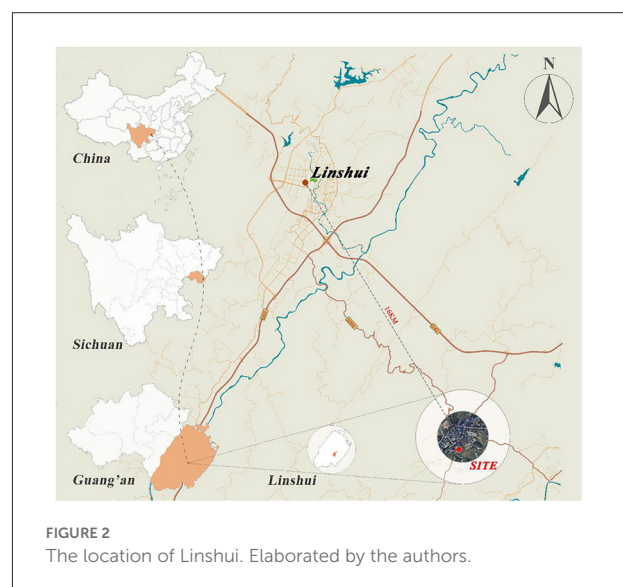 N
China
Linshui
Sichuan
16KM
Guang'an
Linshui
SITE
FIGURE 2
The location of Linshui. Elaborated by the authors.